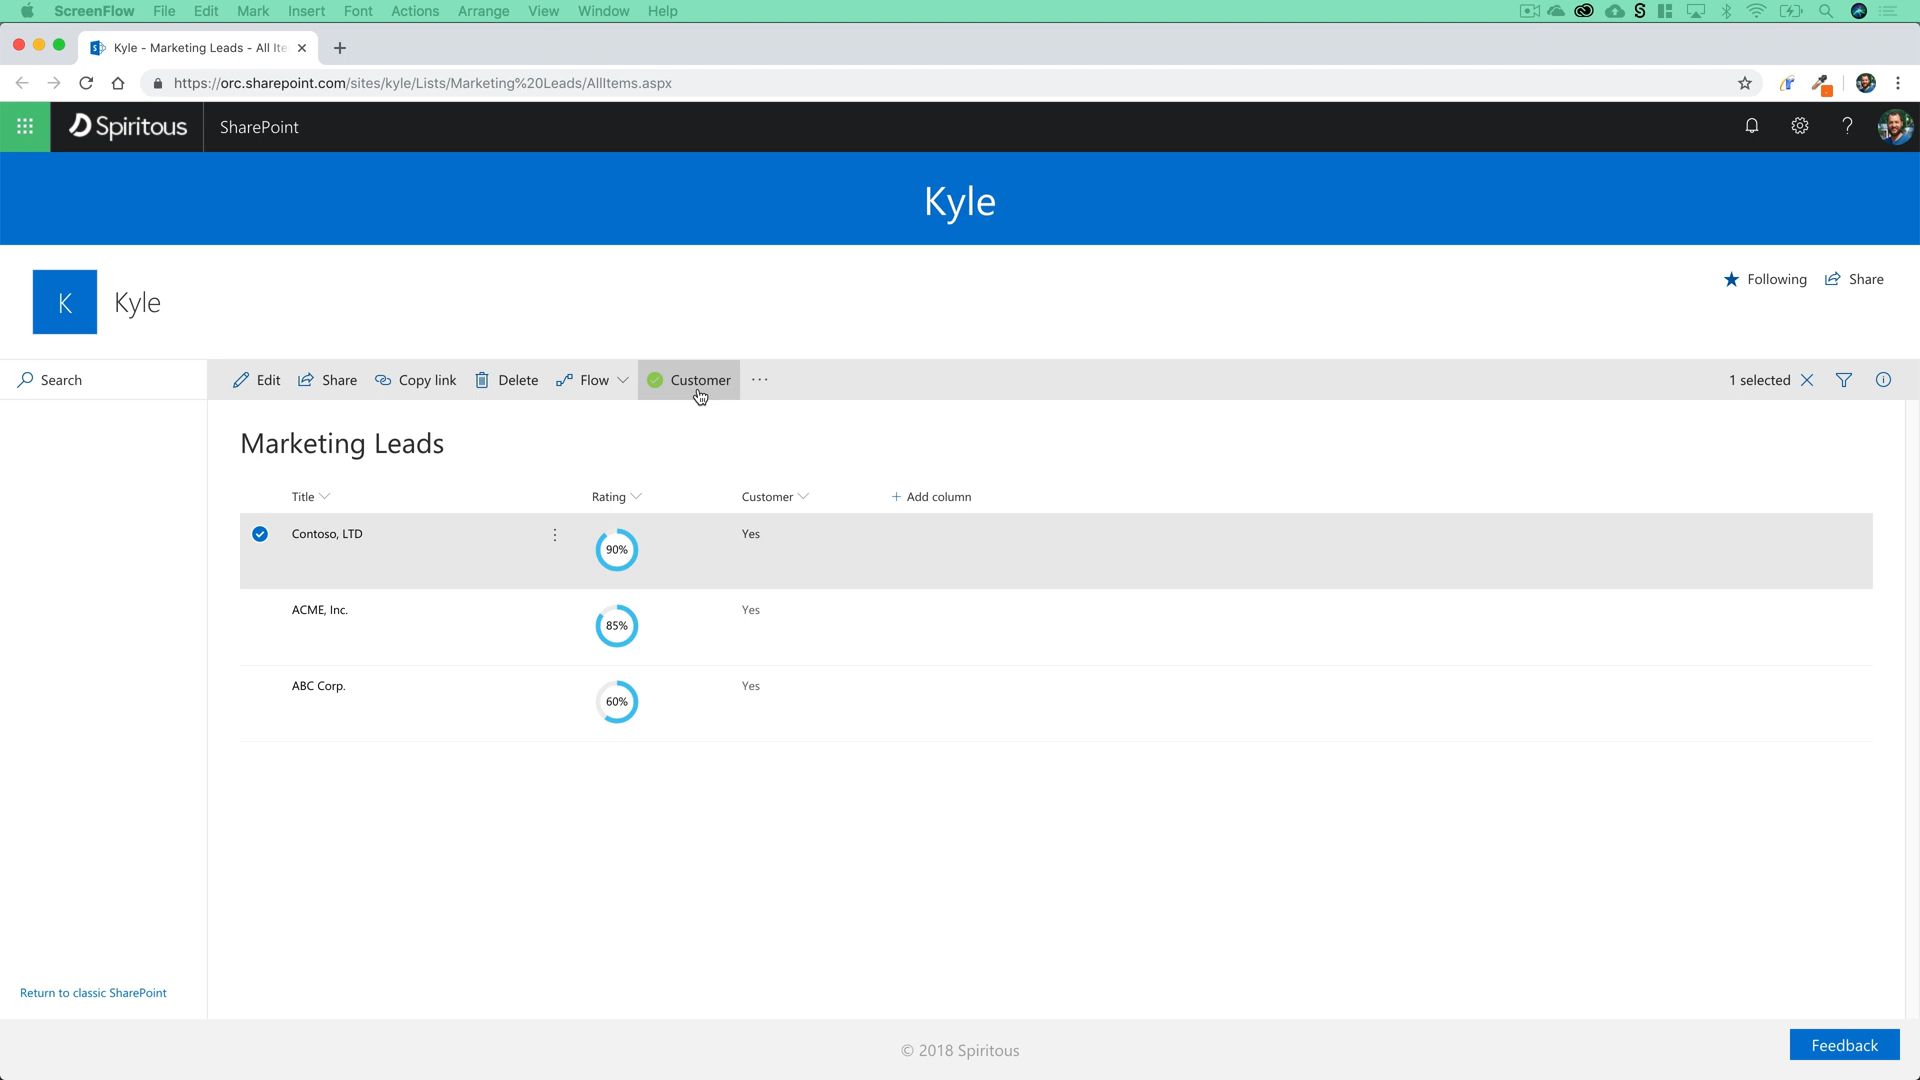 ScreenFlow File Edit Mark Insert Font Actions Arrange View Window Help
Kyle - Marketing Leads - All Ite
https://orc.sharepoint.com/sites/kyle/Lists/Marketing%20Leads/AllItems.aspx
Spiritous SharePoint
Kyle
K Kyle
Following Share
Search Edit Share Copy link Delete Flow Customer ··· 1 selected
Marketing Leads
Title Rating Customer + Add column
Contoso, LTD 90% Yes
ACME, Inc. 85% Yes
ABC Corp. 60% Yes
Return to classic SharePoint
© 2018 Spiritous
Feedback